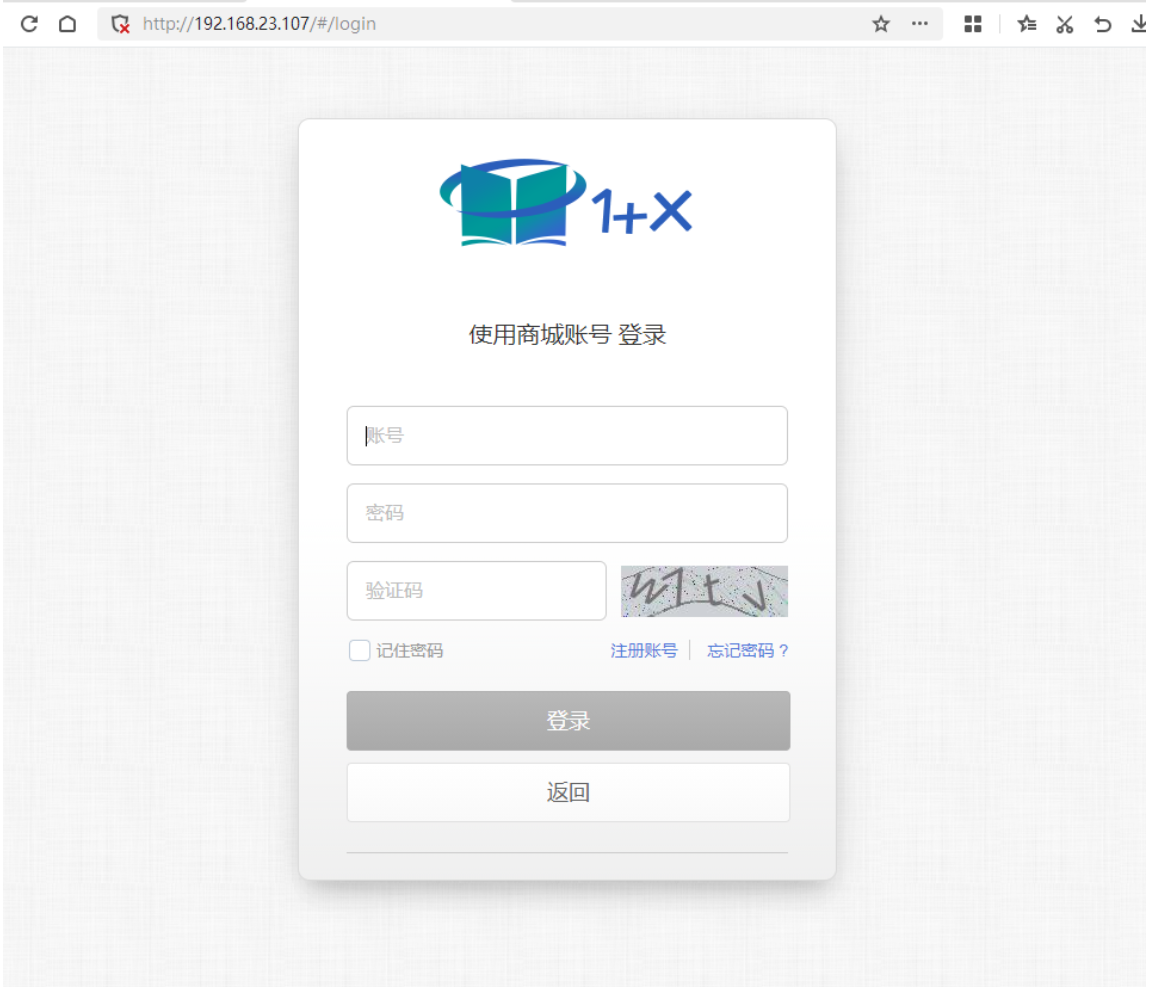 http://192.168.23.107/#/login
1+X
使用商城账号 登录
账号
密码
验证码
记住密码 注册账号 忘记密码？
登录
返回